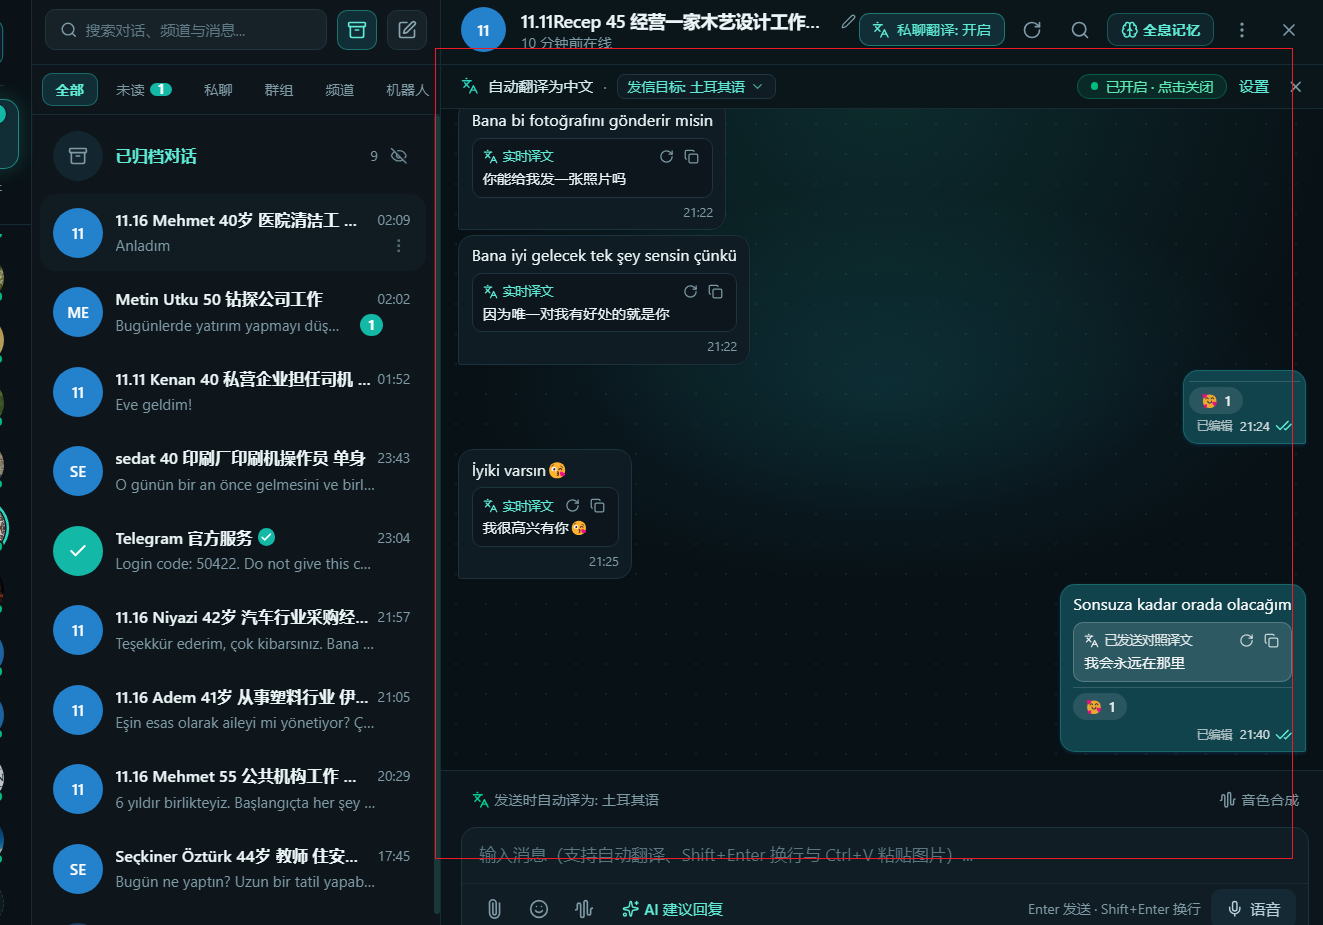 搜索对话、频道与消息...
全部
未读 1
私聊
群组
频道
机器人
已归档对话
9
11
11.16 Mehmet 40岁 医院清洁工 ...
02:09
Anladım
ME
Metin Utku 50 钻探公司工作
02:02
Bugünlerde yatırım yapmayı düş...
1
11
11.11 Kenan 40 私营企业担任司机 ...
01:52
Eve geldim!
SE
sedat 40 印刷厂印刷机操作员 单身
23:43
O günün bir an önce gelmesini ve birl...
Telegram 官方服务
23:04
Login code: 50422. Do not give this c...
11
11.16 Niyazi 42岁 汽车行业采购经...
21:57
Teşekkür ederim, çok kibarsınız. Bana ...
11
11.16 Adem 41岁 从事塑料行业 伊...
21:05
Eşin esas olarak aileyi mi yönetiyor? Ç...
11
11.16 Mehmet 55 公共机构工作 ...
20:29
6 yıldır birlikteyiz. Başlangıçta her şey ...
SE
Seçkiner Öztürk 44岁 教师 住安...
17:45
Bugün ne yaptın? Uzun bir tatil yapab...
11
11.11Recep 45 经营一家木艺设计工作...
10 分钟前在线
私聊翻译: 开启
全息记忆
自动翻译为中文 ·
发信目标: 土耳其语
已开启 · 点击关闭
设置
Bana bi fotoğrafını gönderir misin
实时译文
你能给我发一张照片吗
21:22
Bana iyi gelecek tek şey sensin çünkü
实时译文
因为唯一对我有好处的就是你
21:22
🥰 1
已编辑 21:24
İyiki varsın😘
实时译文
我很高兴有你😘
21:25
Sonsuza kadar orada olacağım
已发送对照译文
我会永远在那里
🥰 1
已编辑 21:40
发送时自动译为: 土耳其语
音色合成
输入消息（支持自动翻译、Shift+Enter 换行与 Ctrl+V 粘贴图片）...
AI 建议回复
Enter 发送 · Shift+Enter 换行
语音